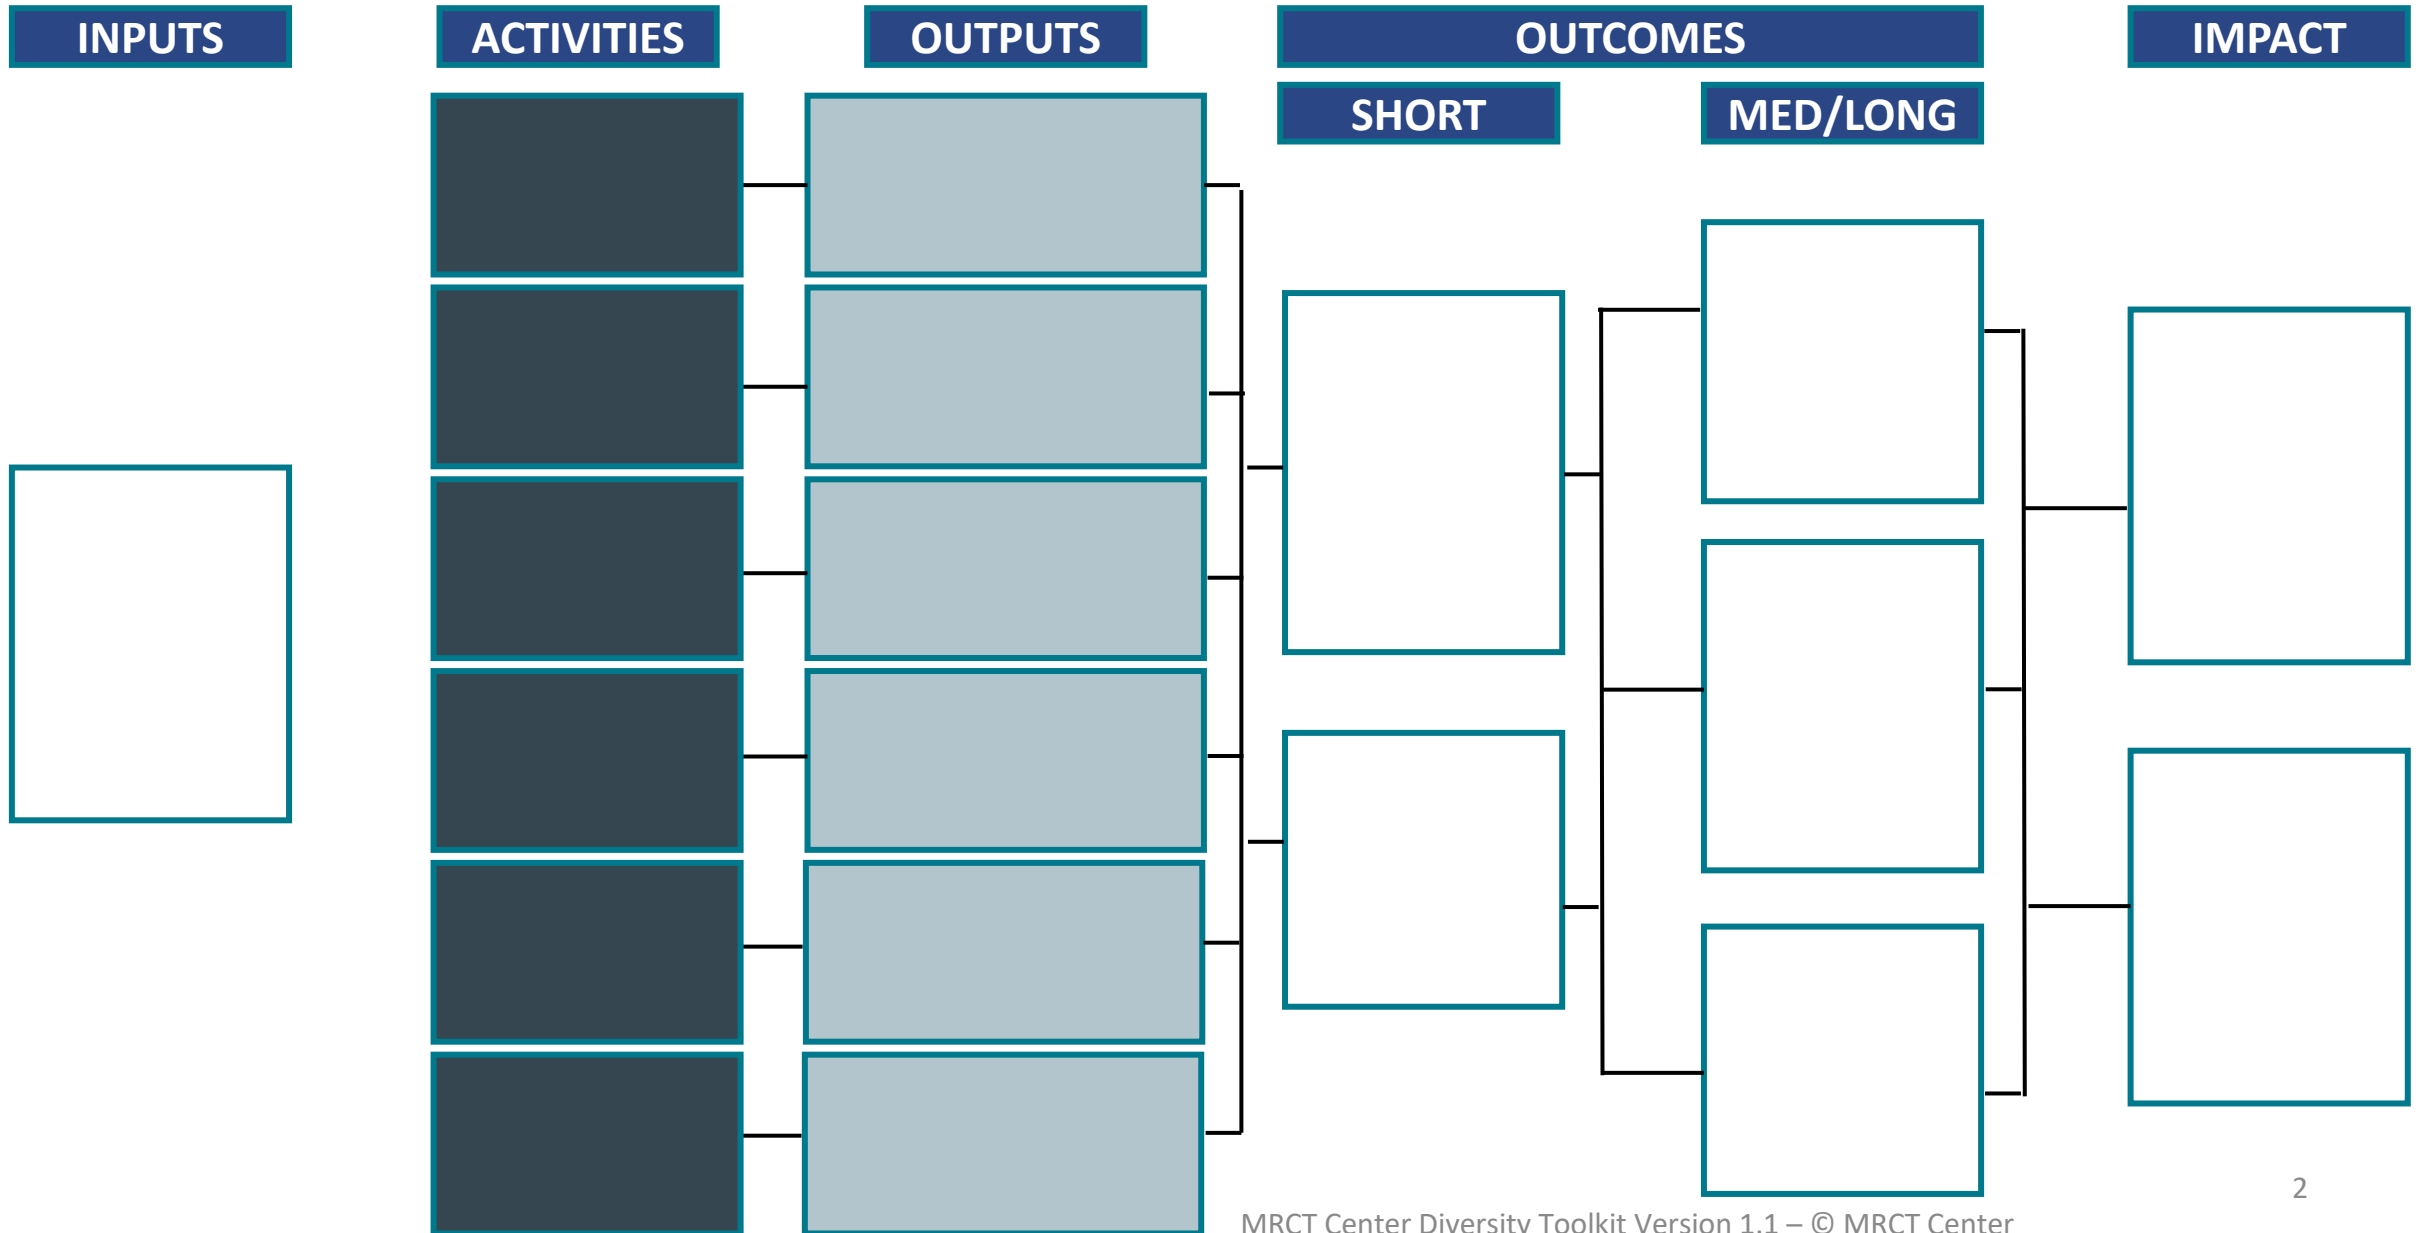 INPUTS
ACTIVITIES
OUTPUTS
OUTCOMES
IMPACT
SHORT
MED/LONG
2
MRCT Center Diversity Toolkit Version 1.1 – © MRCT Center